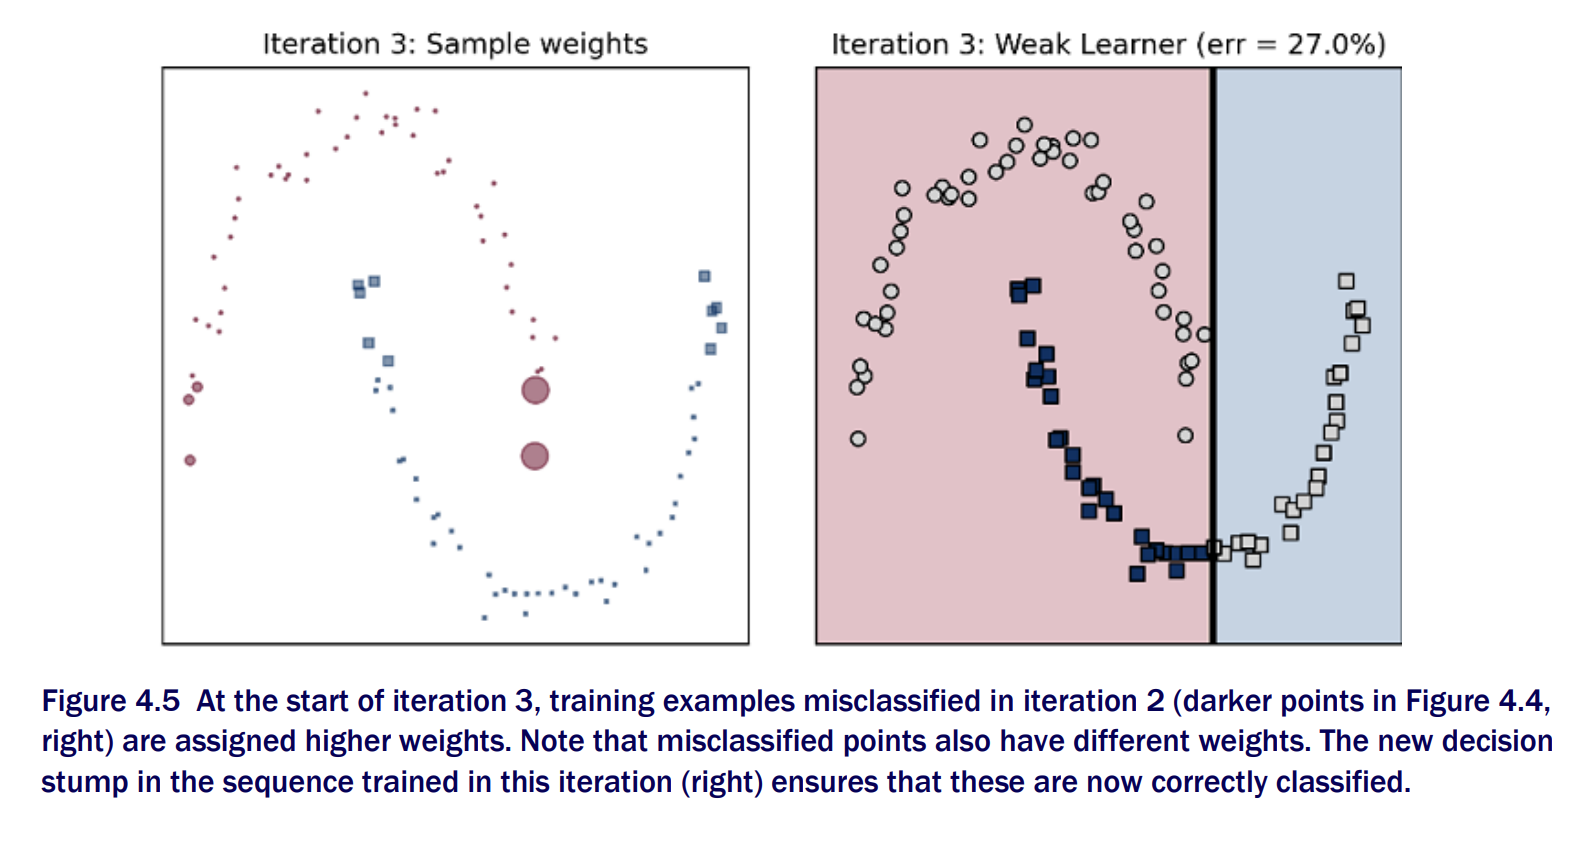 Iteration 3: Sample weights
Iteration 3: Weak Learner (err = 27.0%)
Figure 4.5 At the start of iteration 3, training examples misclassified in iteration 2 (darker points in Figure 4.4,
right) are assigned higher weights. Note that misclassified points also have different weights. The new decision
stump in the sequence trained in this iteration (right) ensures that these are now correctly classified.